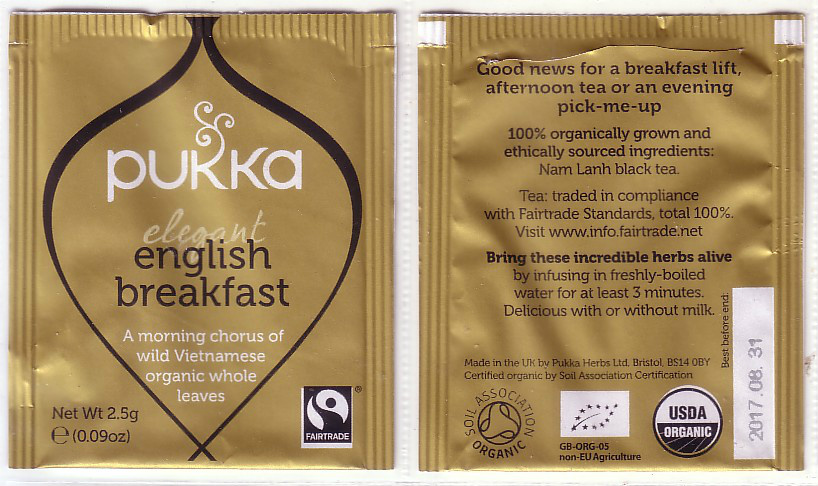 pukka
elegant
english
breakfast
A morning chorus of
wild Vietnamese
organic whole
leaves
Net Wt 2.5g
℮ (0.09oz)
FAIRTRADE
®
Good news for a breakfast lift,
afternoon tea or an evening
pick-me-up
100% organically grown and
ethically sourced ingredients:
Nam Lanh black tea.
Tea: traded in compliance
with Fairtrade Standards, total 100%.
Visit www.info.fairtrade.net
Bring these incredible herbs alive
by infusing in freshly-boiled
water for at least 3 minutes.
Delicious with or without milk.
Best before end:
2017.08.31
Made in the UK by Pukka Herbs Ltd, Bristol, BS14 0BY
Certified organic by Soil Association Certification
SOIL ASSOCIATION
ORGANIC
GB-ORG-05
non-EU Agriculture
USDA
ORGANIC